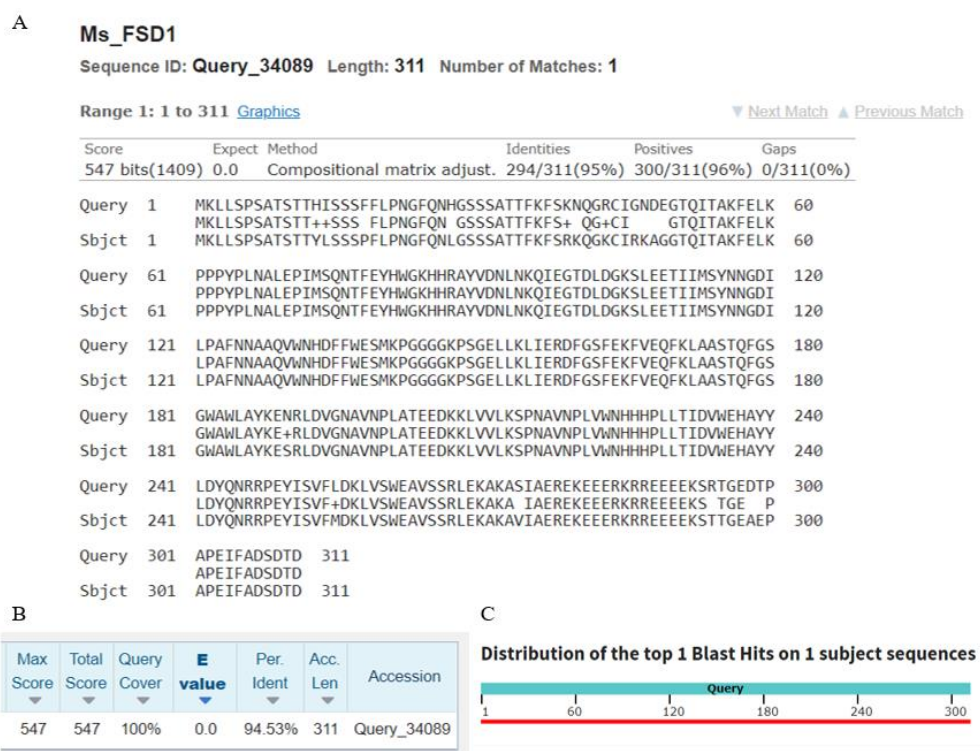 A
Ms_FSD1
Sequence ID: Query_34089 Length: 311 Number of Matches: 1
Range 1: 1 to 311 Graphics ▼ Next Match ▲ Previous Match
Score Expect Method Identities Positives Gaps
547 bits(1409) 0.0 Compositional matrix adjust. 294/311(95%) 300/311(96%) 0/311(0%)
Query 1 MKLLSPSATSTTHISSSFFLPNGFQNHGSSSATTFKFSKNQGRCIGNDEGTQITAKFELK 60
MKLLSPSATSTT++SSS FLPNGFQN GSSSATTFKFS+ QG+CI GTQITAKFELK
Sbjct 1 MKLLSPSATSTTYLSSSPFLPNGFQNLGSSSATTFKFSRKQGKCIRKAGGTQITAKFELK 60
Query 61 PPPYPLNALEPIMSQNTFEYHWGKHHRAYVDNLNKQIEGTDLDGKSLEETIIMSYNNGDI 120
PPPYPLNALEPIMSQNTFEYHWGKHHRAYVDNLNKQIEGTDLDGKSLEETIIMSYNNGDI
Sbjct 61 PPPYPLNALEPIMSQNTFEYHWGKHHRAYVDNLNKQIEGTDLDGKSLEETIIMSYNNGDI 120
Query 121 LPAFNNAAQVWNHDFFWESMKPGGGGKPSGELLKLIERDFGSFEKFVEQFKLAASTQFGS 180
LPAFNNAAQVWNHDFFWESMKPGGGGKPSGELLKLIERDFGSFEKFVEQFKLAASTQFGS
Sbjct 121 LPAFNNAAQVWNHDFFWESMKPGGGGKPSGELLKLIERDFGSFEKFVEQFKLAASTQFGS 180
Query 181 GWAWLAYKENRLDVGNAVNPLATEEDKKLVVLKSPNAVNPLVWNHHHPLLTIDVWEHAYY 240
GWAWLAYKE+RLDVGNAVNPLATEEDKKLVVLKSPNAVNPLVWNHHHPLLTIDVWEHAYY
Sbjct 181 GWAWLAYKESRLDVGNAVNPLATEEDKKLVVLKSPNAVNPLVWNHHHPLLTIDVWEHAYY 240
Query 241 LDYQNRRPEYISVFLDKLVSWEAVSSRLEKAKASIAEREKEEERKRREEEEKSRTGEDTP 300
LDYQNRRPEYISVF+DKLVSWEAVSSRLEKAKA IAEREKEEERKRREEEEKS TGE P
Sbjct 241 LDYQNRRPEYISVFMDKLVSWEAVSSRLEKAKAVIAEREKEEERKRREEEEKSTTGEAEP 300
Query 301 APEIFADSDTD 311
APEIFADSDTD
Sbjct 301 APEIFADSDTD 311
B
Max Score Total Score Query Cover E value Per. Ident Acc. Len Accession
547 547 100% 0.0 94.53% 311 Query_34089
C
Distribution of the top 1 Blast Hits on 1 subject sequences
Query
1 60 120 180 240 300